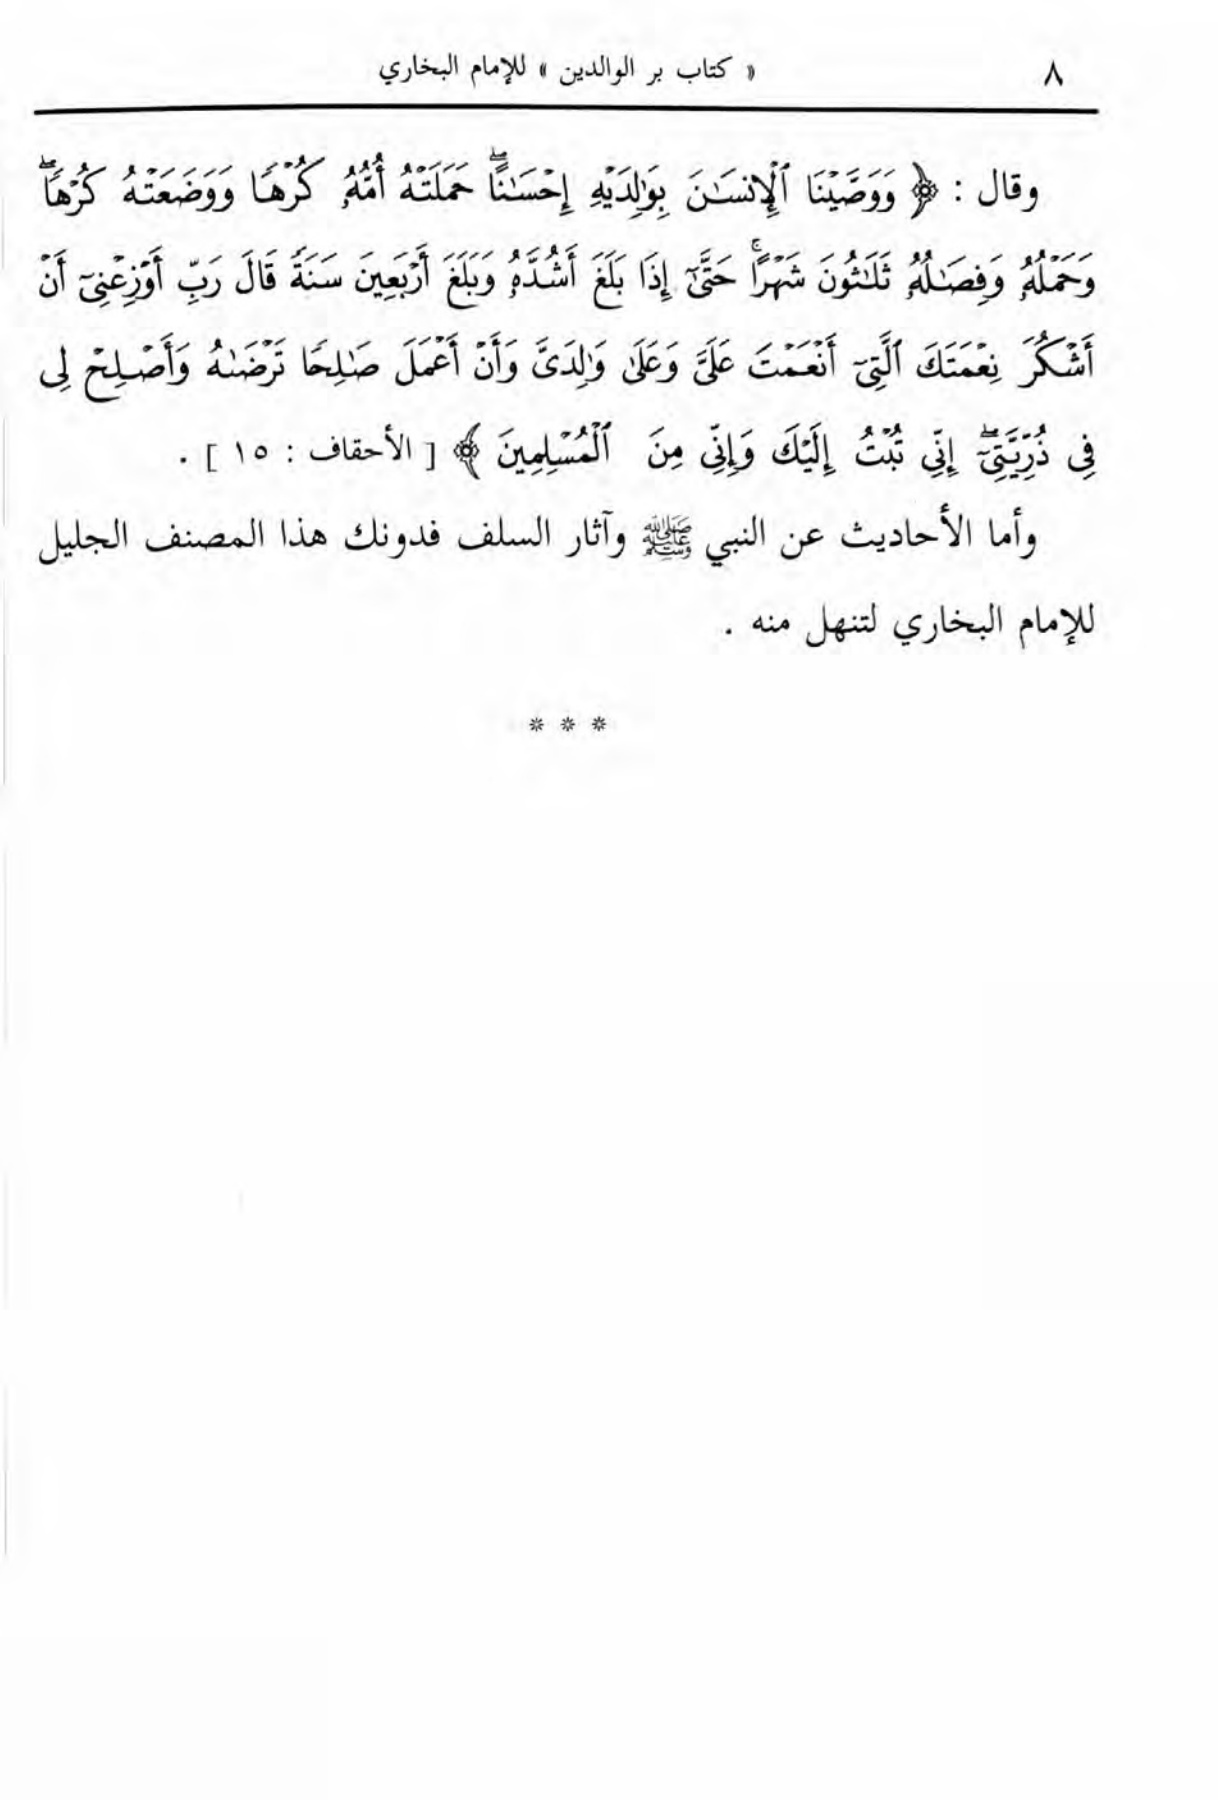 ٨ « كتاب بر الوالدين » للإمام البخاري
وقال : ﴿ وَوَصَّيْنَا ٱلْإِنسَـٰنَ بِوَٰلِدَيْهِ إِحْسَـٰنًا ۖ حَمَلَتْهُ أُمُّهُۥ كُرْهًا وَوَضَعَتْهُ كُرْهًا ۖ
وَحَمْلُهُۥ وَفِصَـٰلُهُۥ ثَلَـٰثُونَ شَهْرًا ۚ حَتَّىٰٓ إِذَا بَلَغَ أَشُدَّهُۥ وَبَلَغَ أَرْبَعِينَ سَنَةً قَالَ رَبِّ أَوْزِعْنِىٓ أَنْ
أَشْكُرَ نِعْمَتَكَ ٱلَّتِىٓ أَنْعَمْتَ عَلَىَّ وَعَلَىٰ وَٰلِدَىَّ وَأَنْ أَعْمَلَ صَـٰلِحًا تَرْضَىٰهُ وَأَصْلِحْ لِى
فِى ذُرِّيَّتِىٓ ۖ إِنِّى تُبْتُ إِلَيْكَ وَإِنِّى مِنَ ٱلْمُسْلِمِينَ ﴾ [ الأحقاف : ١٥ ] .
وأما الأحاديث عن النبي ﷺ وآثار السلف فدونك هذا المصنف الجليل
للإمام البخاري لتنهل منه .
* * *